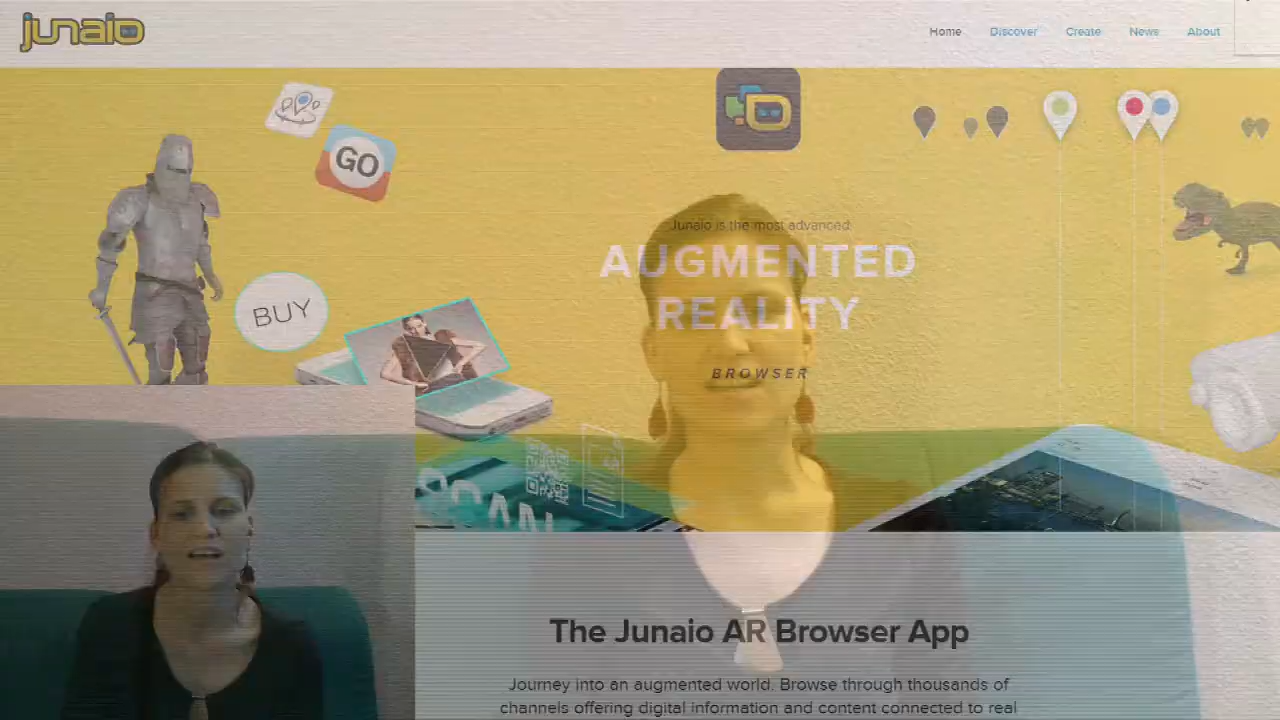 junaio
Home Discover Create News About
GO
BUY
Junaio is the most advanced
AUGMENTED
REALITY
BROWSER
SCAN
The Junaio AR Browser App
Journey into an augmented world. Browse through thousands of
channels offering digital information and content connected to real